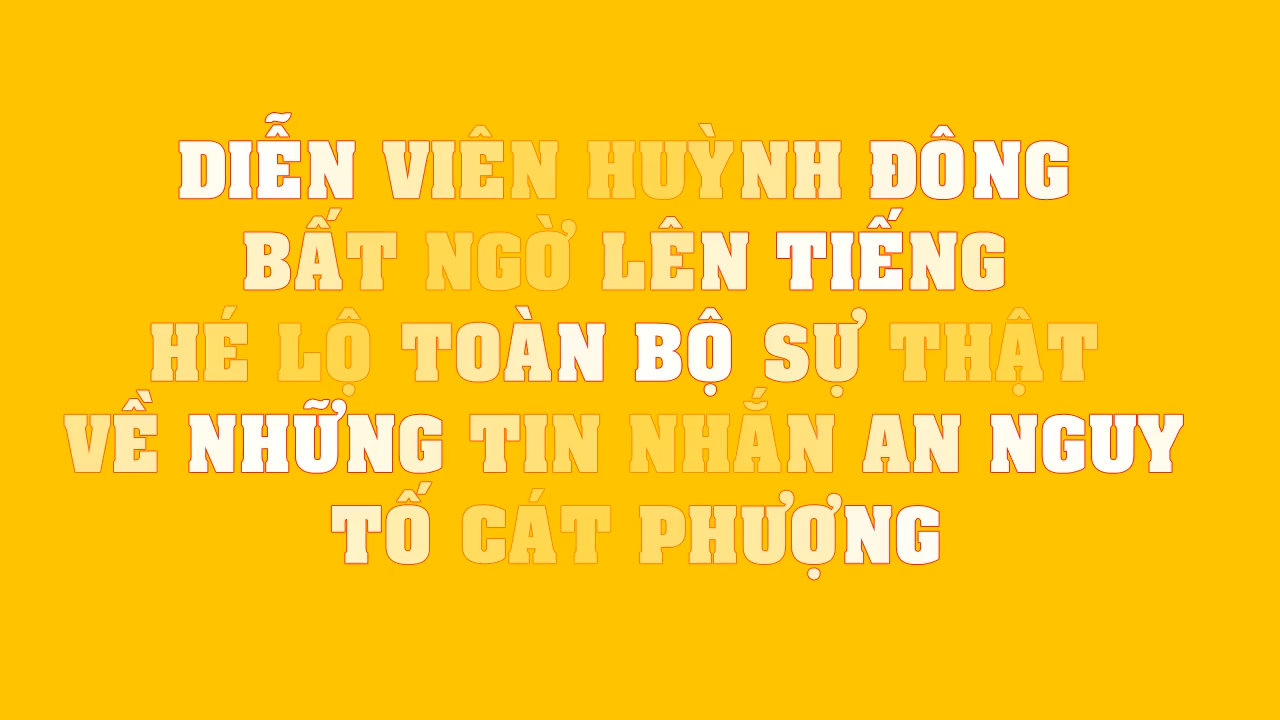 DIỄN VIÊN HUỲNH ĐÔNG
BẤT NGỜ LÊN TIẾNG
HÉ LỘ TOÀN BỘ SỰ THẬT
VỀ NHỮNG TIN NHẮN AN NGUY
TỐ CÁT PHƯỢNG